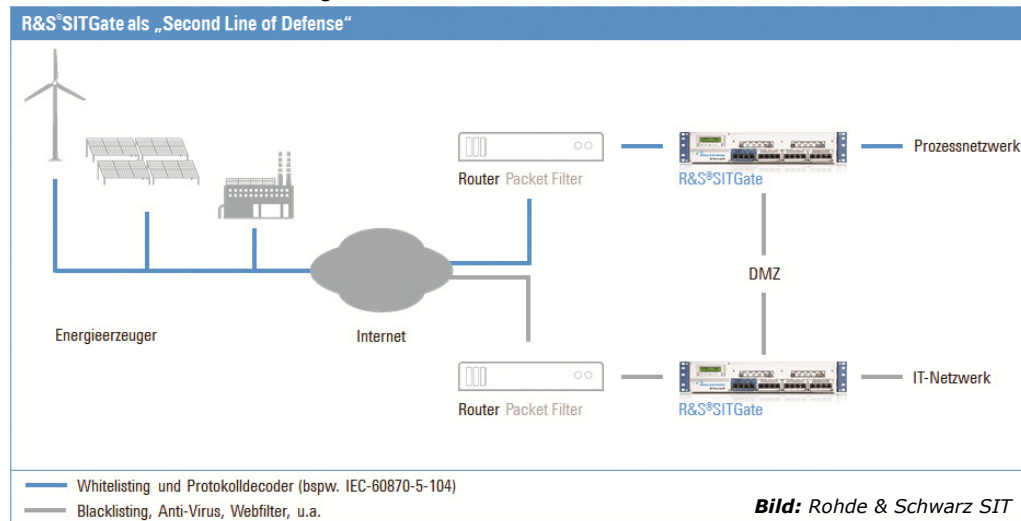 R&S®SITGate als „Second Line of Defense“
Router Packet Filter
R&S®SITGate
Prozessnetzwerk
DMZ
Energieerzeuger
Internet
Router Packet Filter
R&S®SITGate
IT-Netzwerk
Whitelisting und Protokolldecoder (bspw. IEC-60870-5-104)
Blacklisting, Anti-Virus, Webfilter, u.a.
Bild: Rohde & Schwarz SIT